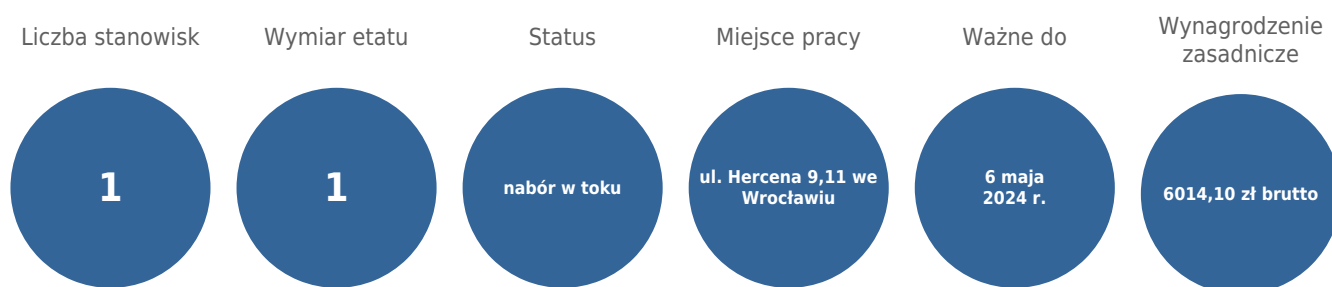 Liczba stanowisk
1
Wymiar etatu
1
Status
nabór w toku
Miejsce pracy
ul. Hercena 9,11 we
Wrocławiu
Ważne do
6 maja
2024 r.
Wynagrodzenie
zasadnicze
6014,10 zł brutto